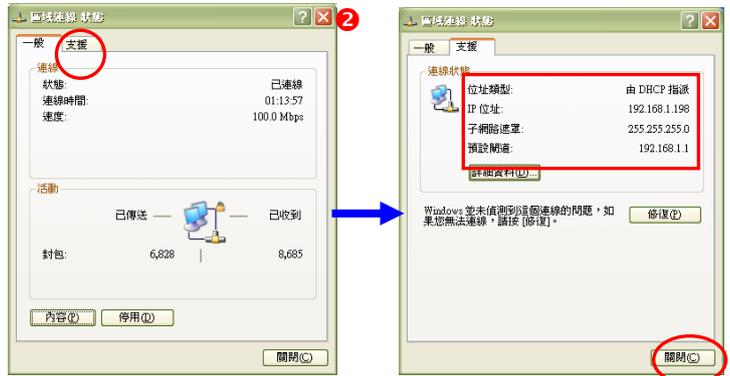 區域連線 狀態
2
一般 支援
連線
狀態: 已連線
連線時間: 01:13:57
速度: 100.0 Mbps
活動
已傳送 — — 已收到
封包: 6,828 | 8,685
內容(P) 停用(D)
關閉(C)
區域連線 狀態
一般 支援
連線狀態
位址類型: 由 DHCP 指派
IP 位址: 192.168.1.198
子網路遮罩: 255.255.255.0
預設閘道: 192.168.1.1
詳細資料(D)...
Windows 並未偵測到這個連線的問題,如
果您無法連線,請按 [修復]。
修復(P)
關閉(C)